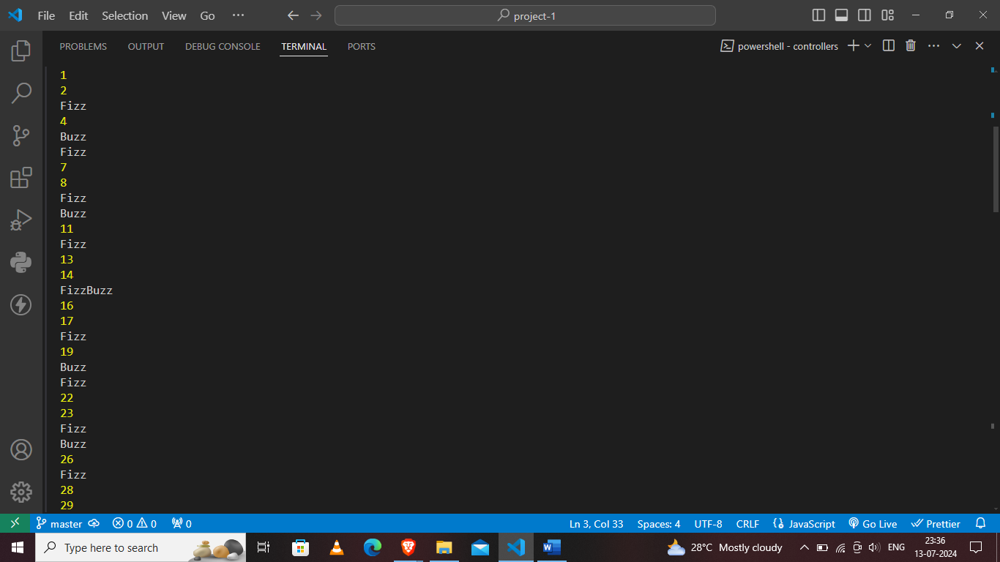 File Edit Selection View Go ··· project-1
PROBLEMS OUTPUT DEBUG CONSOLE TERMINAL PORTS powershell - controllers
1
2
Fizz
4
Buzz
Fizz
7
8
Fizz
Buzz
11
Fizz
13
14
FizzBuzz
16
17
Fizz
19
Buzz
Fizz
22
23
Fizz
Buzz
26
Fizz
28
29
master 0 0 0 Ln 3, Col 33 Spaces: 4 UTF-8 CRLF JavaScript Go Live Prettier
Type here to search 28°C Mostly cloudy ENG 23:36
13-07-2024